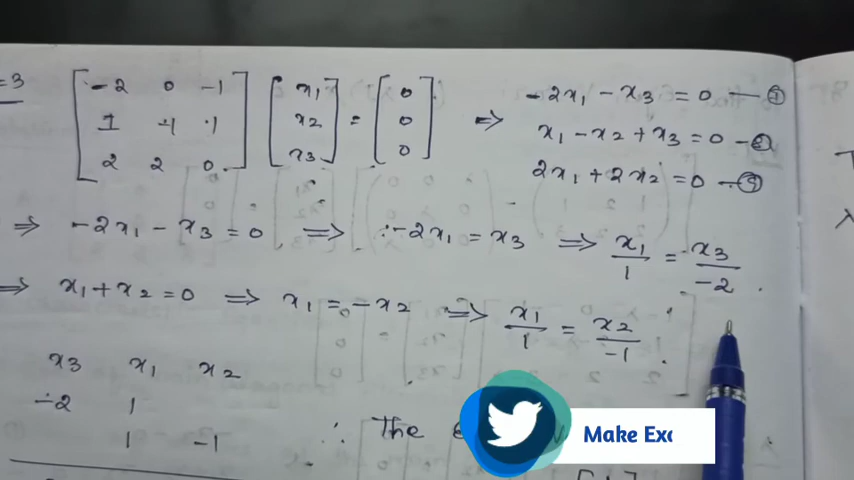 =3 [-2 0 -1; 1 -1 1; 2 2 0] [x1; x2; x3] = [0; 0; 0] ⇒ -2x1 - x3 = 0 — ①
x1 - x2 + x3 = 0 — ②
2x1 + 2x2 = 0 — ③
⇒ -2x1 - x3 = 0 ⇒ -2x1 = x3 ⇒ x1/1 = x3/-2 .
⇒ x1 + x2 = 0 ⇒ x1 = -x2 ⇒ x1/1 = x2/-1 .
x3 x1 x2
-2 1
1 -1
∴ The
Make Exc